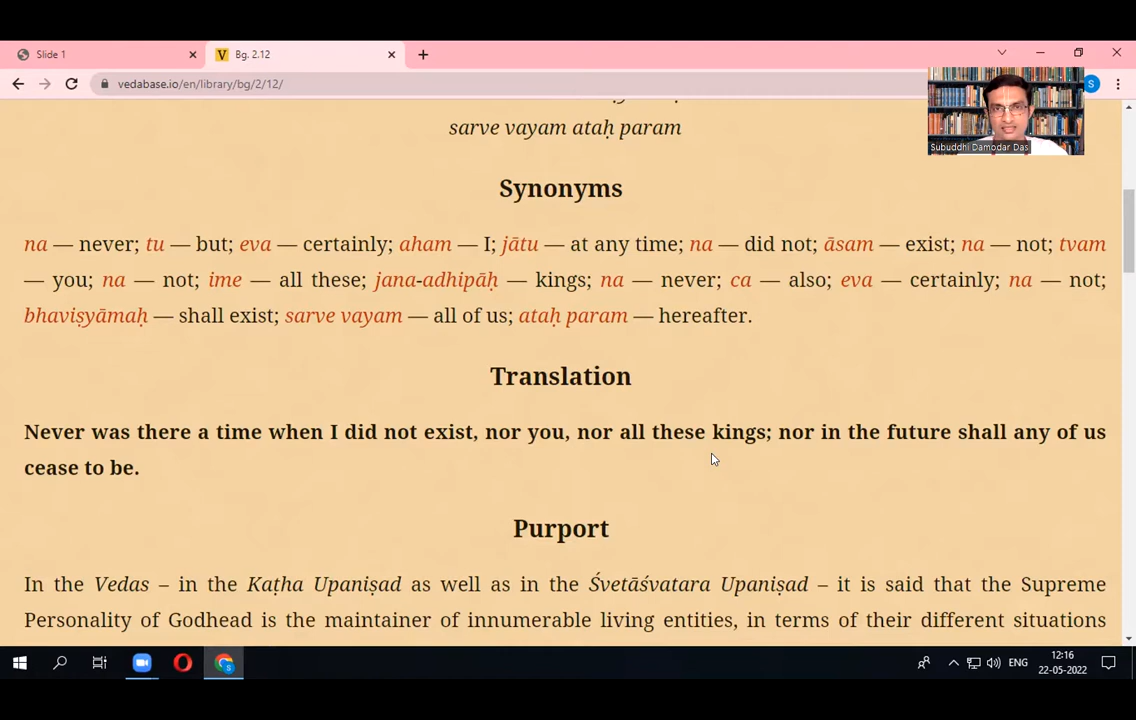 Slide 1
V Bg. 2.12
vedabase.io/en/library/bg/2/12/
S
sarve vayam ataḥ param
Subuddhi Damodar Das
Synonyms
na — never; tu — but; eva — certainly; aham — I; jātu — at any time; na — did not; āsam — exist; na — not; tvam
— you; na — not; ime — all these; jana-adhipāḥ — kings; na — never; ca — also; eva — certainly; na — not;
bhaviṣyāmaḥ — shall exist; sarve vayam — all of us; ataḥ param — hereafter.
Translation
Never was there a time when I did not exist, nor you, nor all these kings; nor in the future shall any of us
cease to be.
Purport
In the Vedas – in the Kaṭha Upaniṣad as well as in the Śvetāśvatara Upaniṣad – it is said that the Supreme
Personality of Godhead is the maintainer of innumerable living entities, in terms of their different situations
S
ENG
12:16
22-05-2022